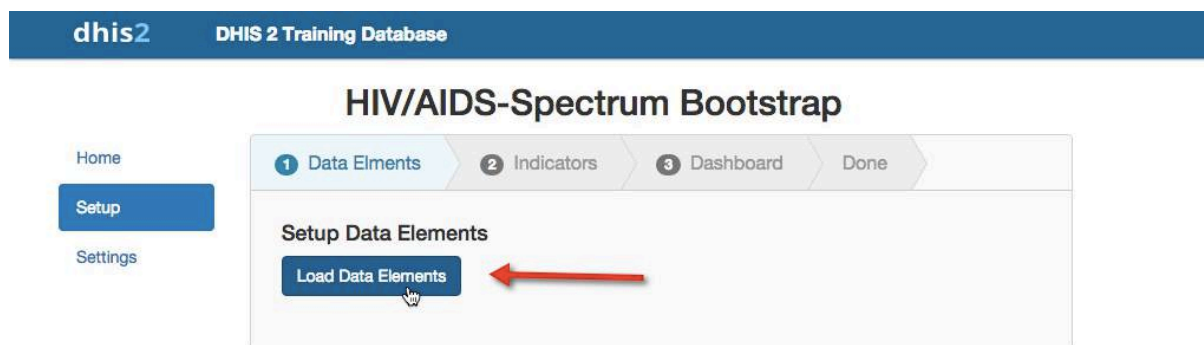 dhis2 DHIS 2 Training Database
HIV/AIDS-Spectrum Bootstrap
Home
Setup
Settings
1 Data Elments 2 Indicators 3 Dashboard Done
Setup Data Elements
Load Data Elements